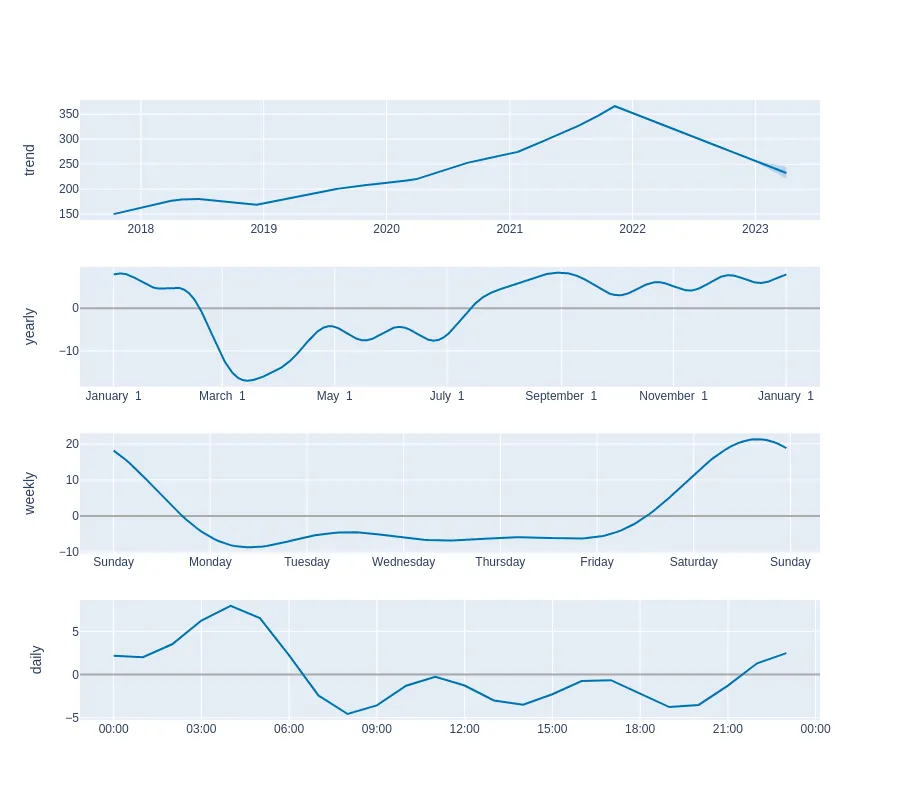 trend
350
300
250
200
150
2018 2019 2020 2021 2022 2023
yearly
0
−10
January 1 March 1 May 1 July 1 September 1 November 1 January 1
weekly
20
10
0
−10
Sunday Monday Tuesday Wednesday Thursday Friday Saturday Sunday
daily
5
0
−5
00:00 03:00 06:00 09:00 12:00 15:00 18:00 21:00 00:00